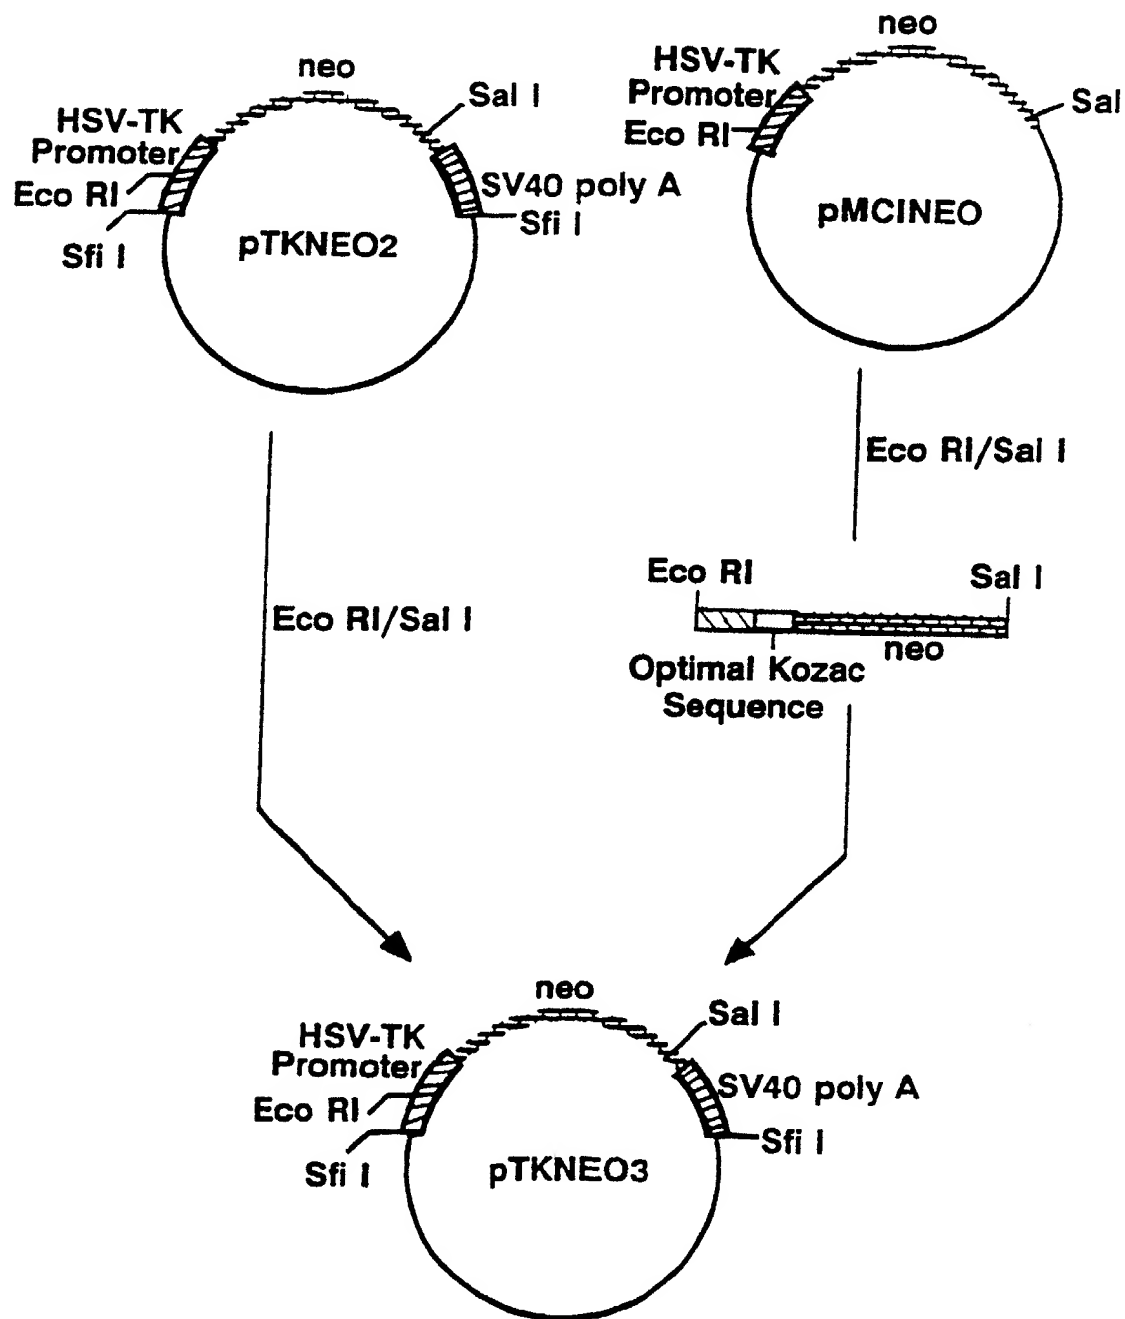 neo
HSV-TK
Promoter
Eco RI
Sfi I
Sal I
SV40 poly A
Sfi I
pTKNEO2
neo
HSV-TK
Promoter
Eco RI
Sal
pMCINEO
Eco RI/Sal I
Eco RI/Sal I
Eco RI
Sal I
neo
Optimal Kozac
Sequence
neo
HSV-TK
Promoter
Eco RI
Sfi I
Sal I
SV40 poly A
Sfi I
pTKNEO3